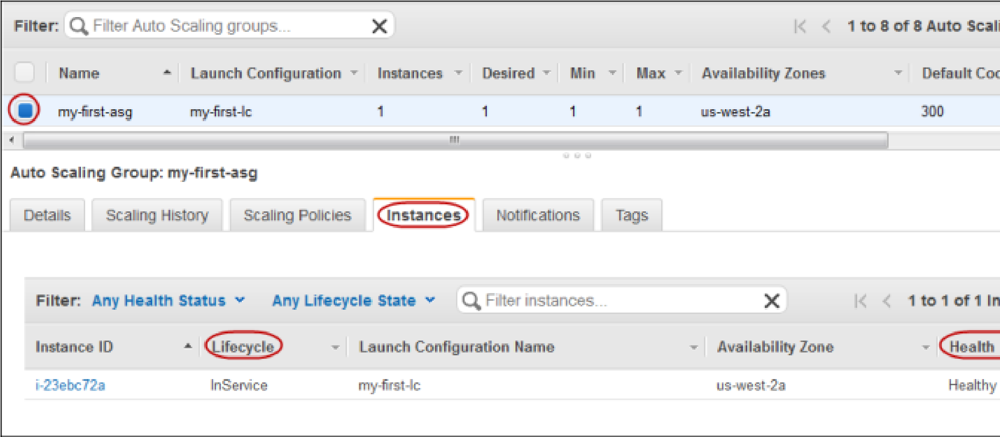 Filter: Filter Auto Scaling groups... 1 to 8 of 8 Auto Scali
Name Launch Configuration Instances Desired Min Max Availability Zones Default Coo
my-first-asg my-first-lc 1 1 1 1 us-west-2a 300
Auto Scaling Group: my-first-asg
Details Scaling History Scaling Policies Instances Notifications Tags
Filter: Any Health Status Any Lifecycle State Filter instances... 1 to 1 of 1 In
Instance ID Lifecycle Launch Configuration Name Availability Zone Health
i-23ebc72a InService my-first-lc us-west-2a Healthy